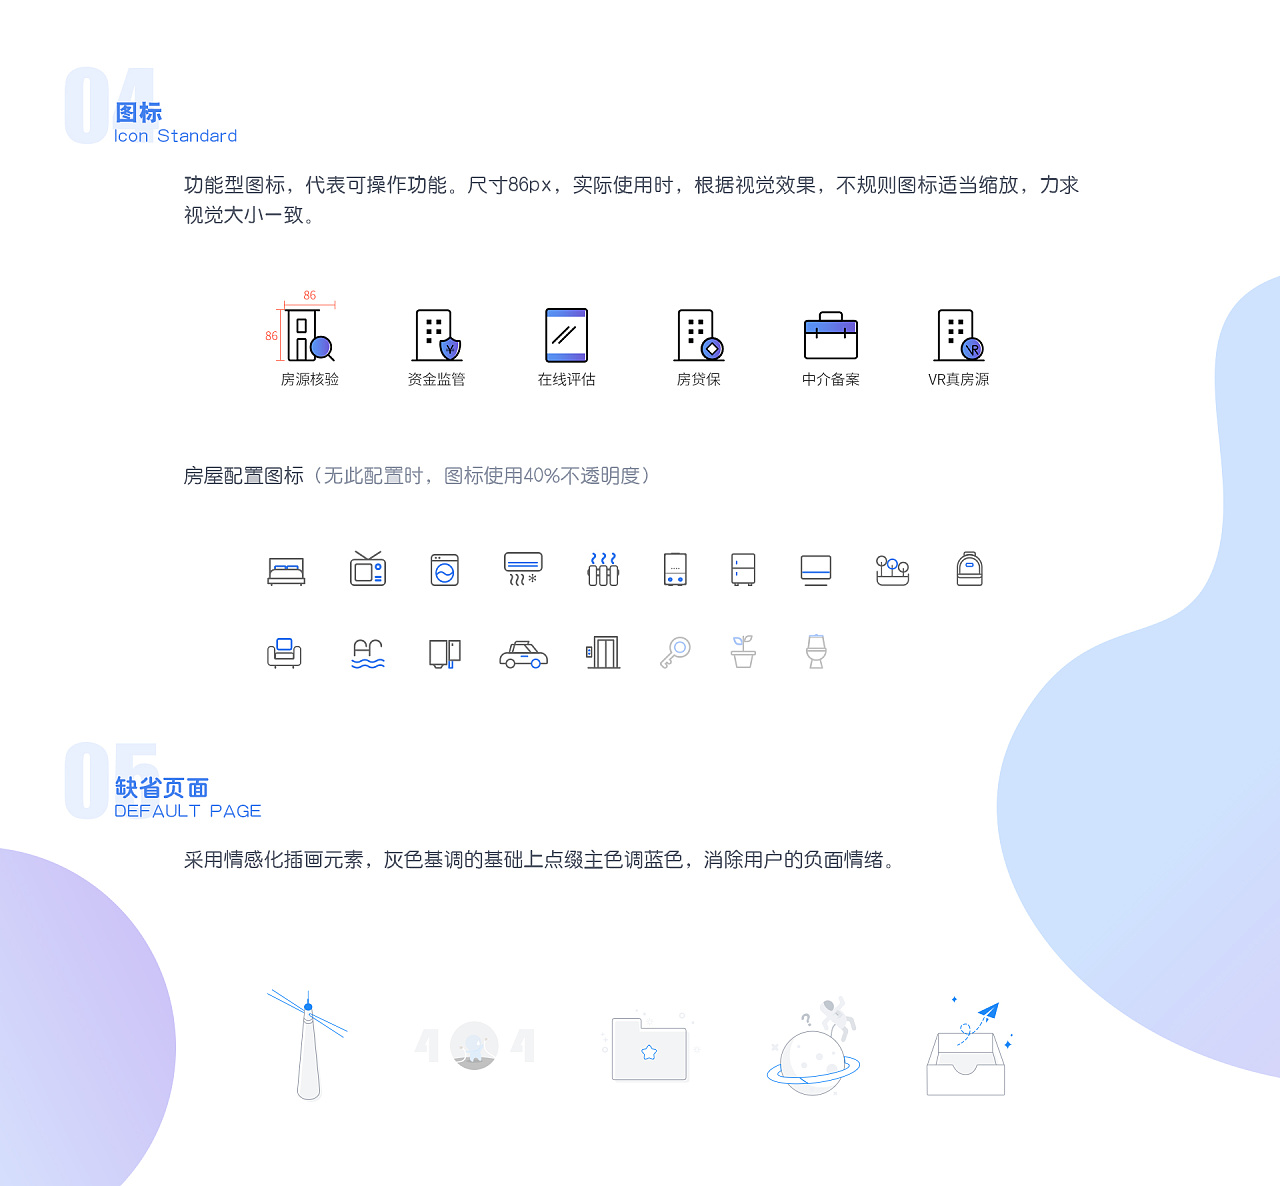 04
图标
Icon Standard
功能型图标，代表可操作功能。尺寸86px，实际使用时，根据视觉效果，不规则图标适当缩放，力求
视觉大小一致。
86
86
¥
VR
房源核验
资金监管
在线评估
房贷保
中介备案
VR真房源
房屋配置图标（无此配置时，图标使用40%不透明度）
05
缺省页面
DEFAULT PAGE
采用情感化插画元素，灰色基调的基础上点缀主色调蓝色，消除用户的负面情绪。
4 4
?